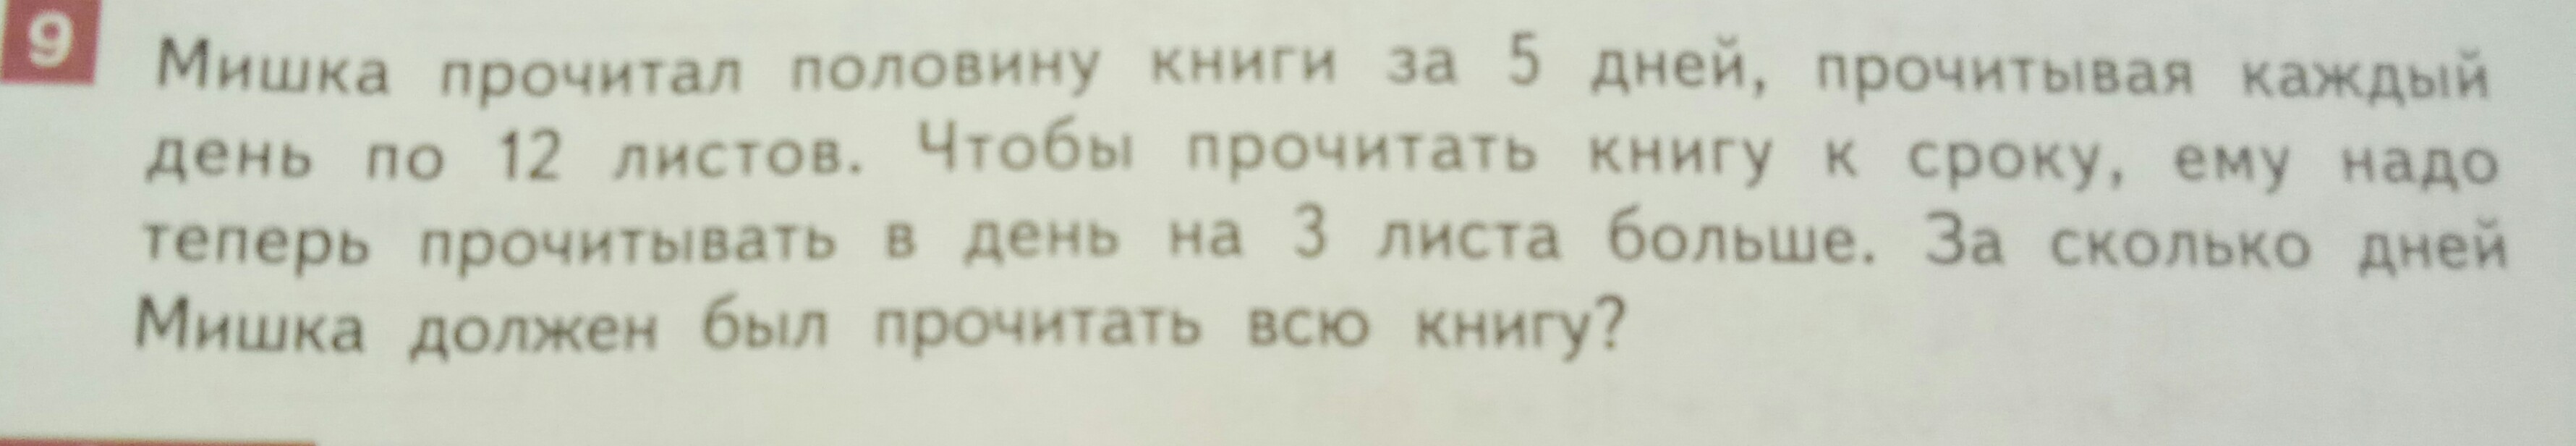 9
Мишка прочитал половину книги за 5 дней, прочитывая каждый
день по 12 листов. Чтобы прочитать книгу к сроку, ему надо
теперь прочитывать в день на 3 листа больше. За сколько дней
Мишка должен был прочитать всю книгу?